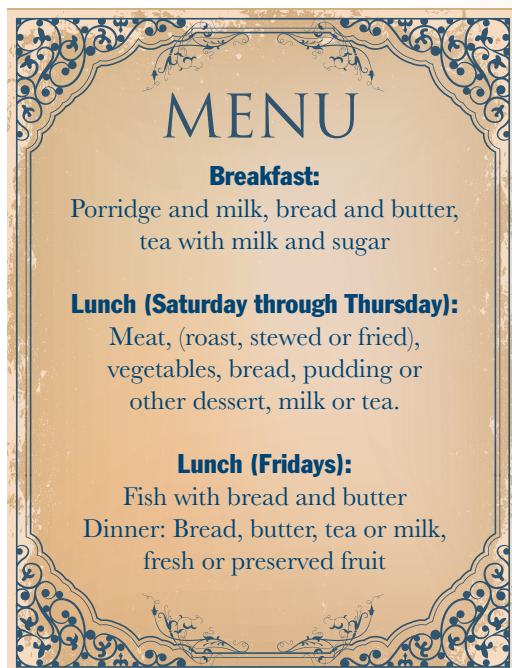 MENU
Breakfast:
Porridge and milk, bread and butter,
tea with milk and sugar
Lunch (Saturday through Thursday):
Meat, (roast, stewed or fried),
vegetables, bread, pudding or
other dessert, milk or tea.
Lunch (Fridays):
Fish with bread and butter
Dinner: Bread, butter, tea or milk,
fresh or preserved fruit